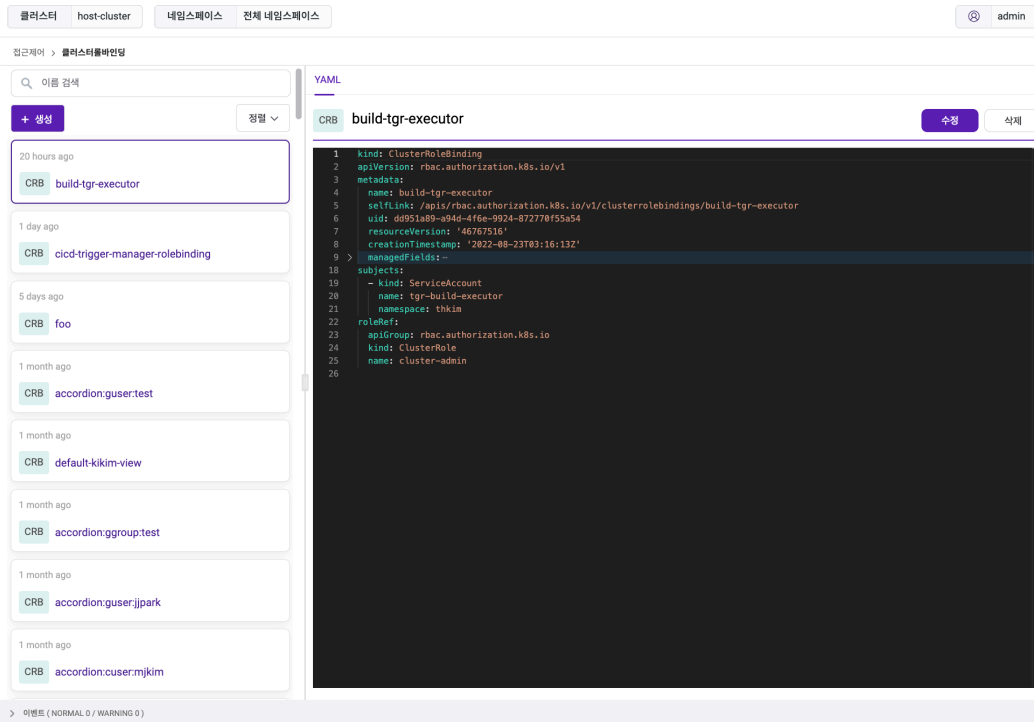 클러스터 host-cluster 네임스페이스 전체 네임스페이스 admin
접근제어 > 클러스터롤바인딩
이름 검색
+ 생성 정렬
20 hours ago
CRB build-tgr-executor
1 day ago
CRB cicd-trigger-manager-rolebinding
5 days ago
CRB foo
1 month ago
CRB accordion:guser:test
1 month ago
CRB default-kikim-view
1 month ago
CRB accordion:ggroup:test
1 month ago
CRB accordion:guser:jjpark
1 month ago
CRB accordion:cuser:mjkim
YAML
CRB build-tgr-executor 수정 삭제
1 kind: ClusterRoleBinding
2 apiVersion: rbac.authorization.k8s.io/v1
3 metadata:
4 name: build-tgr-executor
5 selfLink: /apis/rbac.authorization.k8s.io/v1/clusterrolebindings/build-tgr-executor
6 uid: dd951a89-a94d-4f6e-9924-872770f55a54
7 resourceVersion: '46767516'
8 creationTimestamp: '2022-08-23T03:16:13Z'
9 > managedFields:⋯
18 subjects:
19 - kind: ServiceAccount
20 name: tgr-build-executor
21 namespace: thkim
22 roleRef:
23 apiGroup: rbac.authorization.k8s.io
24 kind: ClusterRole
25 name: cluster-admin
26
> 이벤트 ( NORMAL 0 / WARNING 0 )